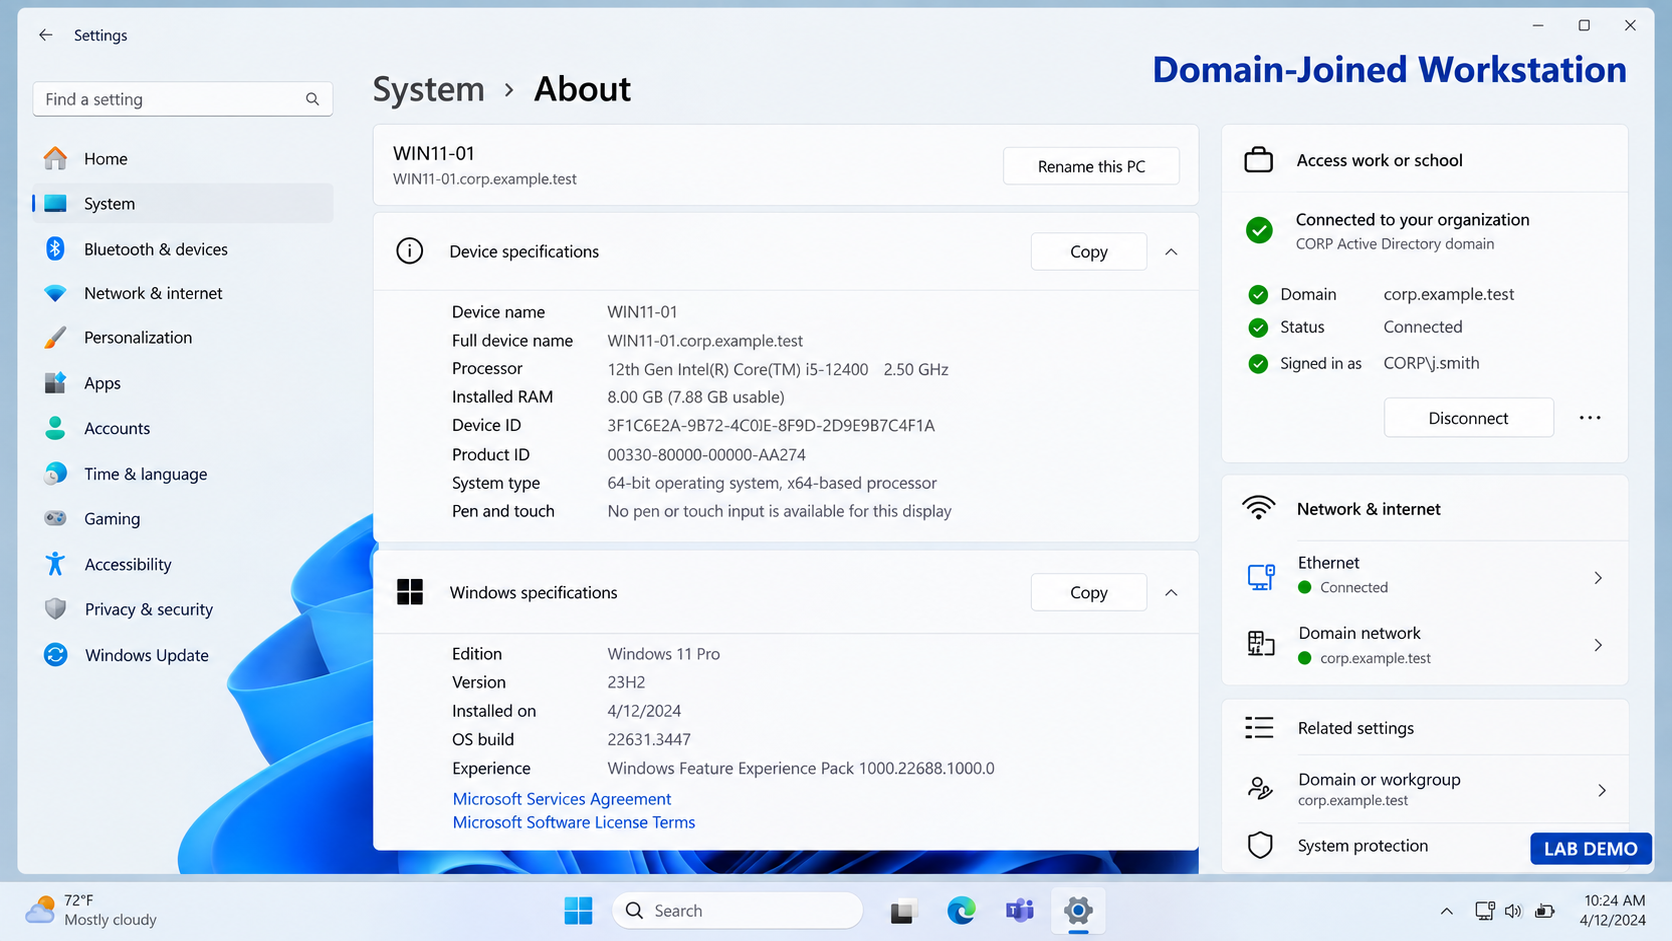 Settings
Domain-Joined Workstation
Find a setting
Home
System
Bluetooth & devices
Network & internet
Personalization
Apps
Accounts
Time & language
Gaming
Accessibility
Privacy & security
Windows Update
System › About
WIN11-01
WIN11-01.corp.example.test
Rename this PC
Device specifications
Copy
Device name WIN11-01
Full device name WIN11-01.corp.example.test
Processor 12th Gen Intel(R) Core(TM) i5-12400 2.50 GHz
Installed RAM 8.00 GB (7.88 GB usable)
Device ID
Product ID 00330-80000-00000-AA274
System type 64-bit operating system, x64-based processor
Pen and touch No pen or touch input is available for this display
Windows specifications
Copy
Edition Windows 11 Pro
Version 23H2
Installed on 4/12/2024
OS build 22631.3447
Experience Windows Feature Experience Pack 1000.22688.1000.0
Microsoft Services Agreement
Microsoft Software License Terms
Access work or school
Connected to your organization
CORP Active Directory domain
Domain corp.example.test
Status Connected
Signed in as CORP\j.smith
Disconnect
Network & internet
Ethernet
Connected
Domain network
corp.example.test
Related settings
Domain or workgroup
corp.example.test
System protection
LAB DEMO
72°F
Mostly cloudy
Search
10:24 AM
4/12/2024